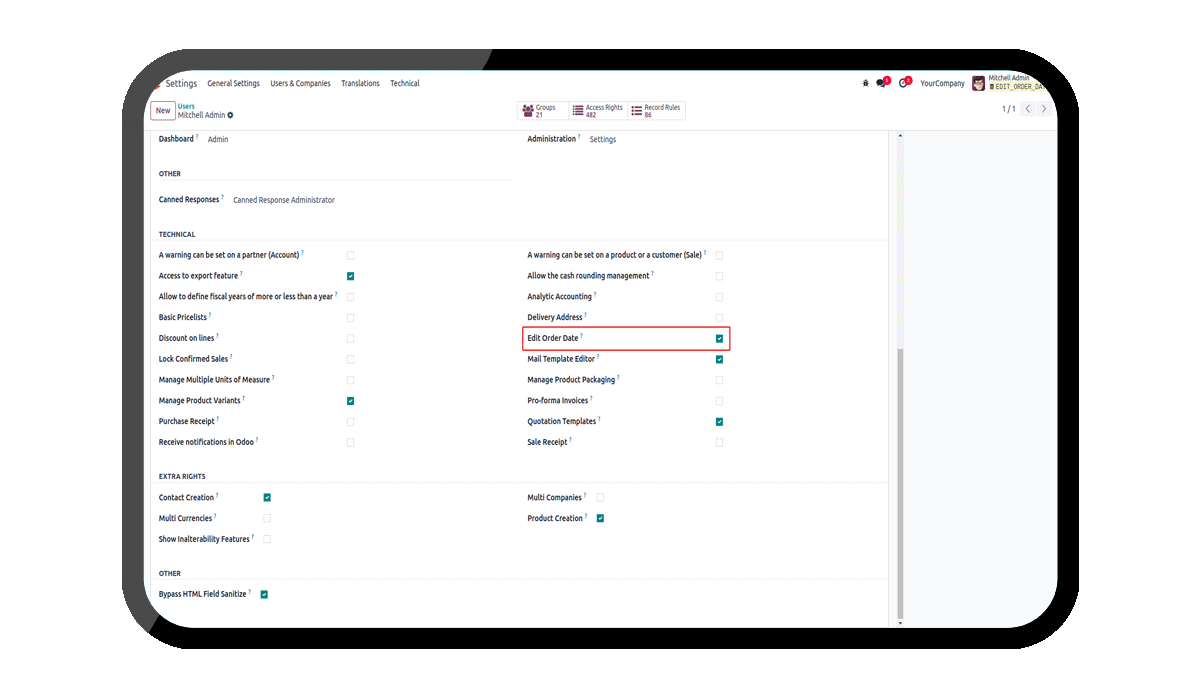 Settings General Settings Users & Companies Translations Technical 1 2 YourCompany Mitchell Admin
EDIT_ORDER_DA
New Users Groups 21 Access Rights 482 Record Rules 86 1 / 1
Mitchell Admin
Dashboard ? Admin Administration ? Settings
OTHER
Canned Responses ? Canned Response Administrator
TECHNICAL
A warning can be set on a partner (Account) ? A warning can be set on a product or a customer (Sale) ?
Access to export feature ? Allow the cash rounding management ?
Allow to define fiscal years of more or less than a year ? Analytic Accounting ?
Basic Pricelists ? Delivery Address ?
Discount on lines ? Edit Order Date ?
Lock Confirmed Sales ? Mail Template Editor ?
Manage Multiple Units of Measure ? Manage Product Packaging ?
Manage Product Variants ? Pro-forma Invoices ?
Purchase Receipt ? Quotation Templates ?
Receive notifications in Odoo ? Sale Receipt ?
EXTRA RIGHTS
Contact Creation ? Multi Companies ?
Multi Currencies ? Product Creation ?
Show Inalterability Features ?
OTHER
Bypass HTML Field Sanitize ?